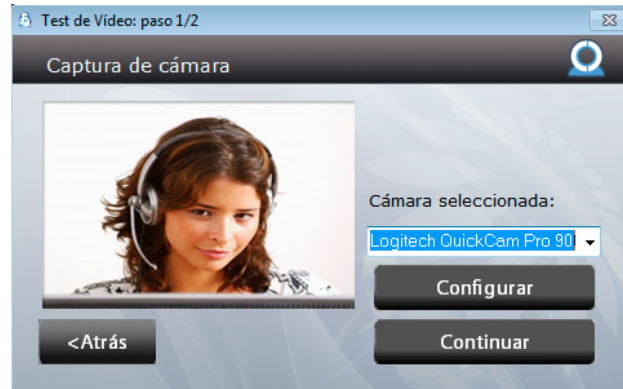 Test de Vídeo: paso 1/2
Captura de cámara
Cámara seleccionada:
Logitech QuickCam Pro 90
Configurar
<Atrás
Continuar